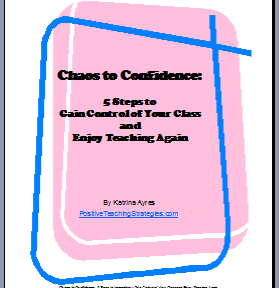 Chaos to Confidence:
5 Steps to
Gain Control of Your Class
and
Enjoy Teaching Again
By Katrina Ayres
PositiveTeachingStrategies.com